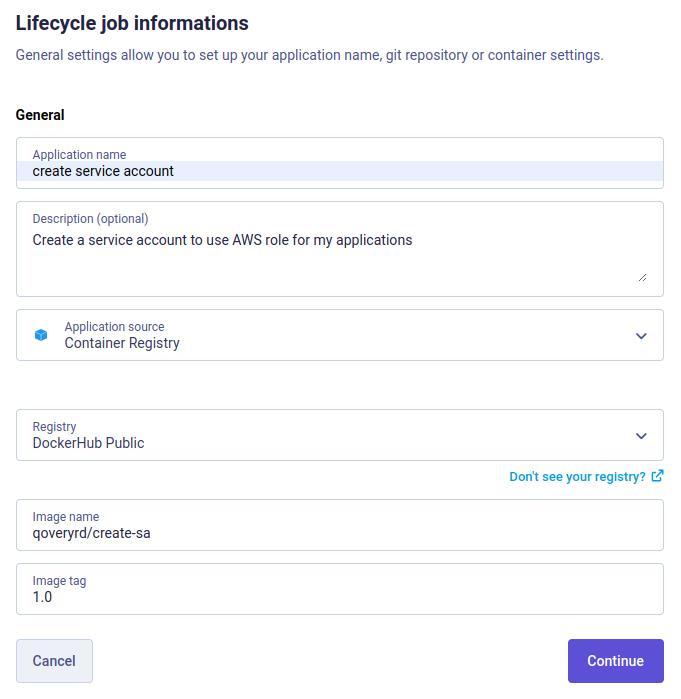 Lifecycle job informations
General settings allow you to set up your application name, git repository or container settings.
General
Application name
create service account
Description (optional)
Create a service account to use AWS role for my applications
Application source
Container Registry
Registry
DockerHub Public
Don't see your registry?
Image name
qoveryrd/create-sa
Image tag
1.0
Cancel
Continue